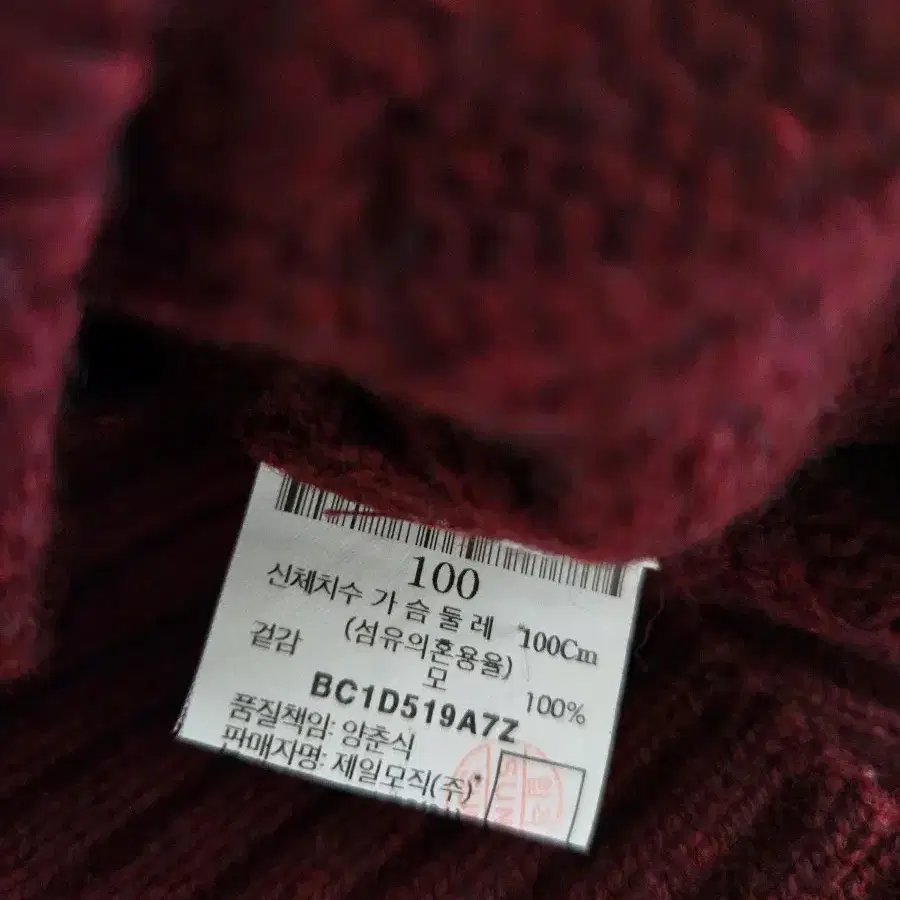 100
신체치수 가 슴 둘 레 100Cm
(섬유의혼용율)
겉감 모 100%
BC1D519A7Z
품질책임: 양춘식
판매자명: 제일모직(주)
SUN